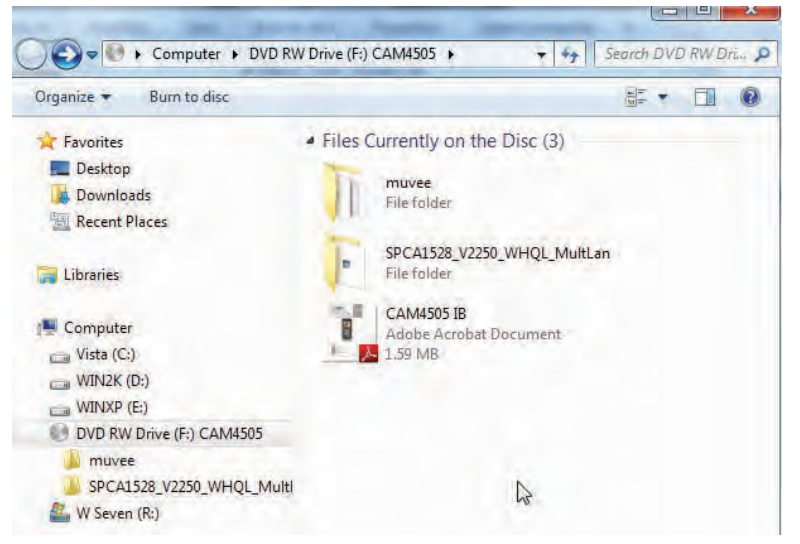 Computer ▸ DVD RW Drive (F:) CAM4505 ▸
Search DVD RW Dri...
Organize
Burn to disc
Favorites
Desktop
Downloads
Recent Places
Libraries
Computer
Vista (C:)
WIN2K (D:)
WINXP (E:)
DVD RW Drive (F:) CAM4505
muvee
SPCA1528_V2250_WHQL_Multl
W Seven (R:)
Files Currently on the Disc (3)
muvee
File folder
SPCA1528_V2250_WHQL_MultLan
File folder
CAM4505 IB
Adobe Acrobat Document
1.59 MB